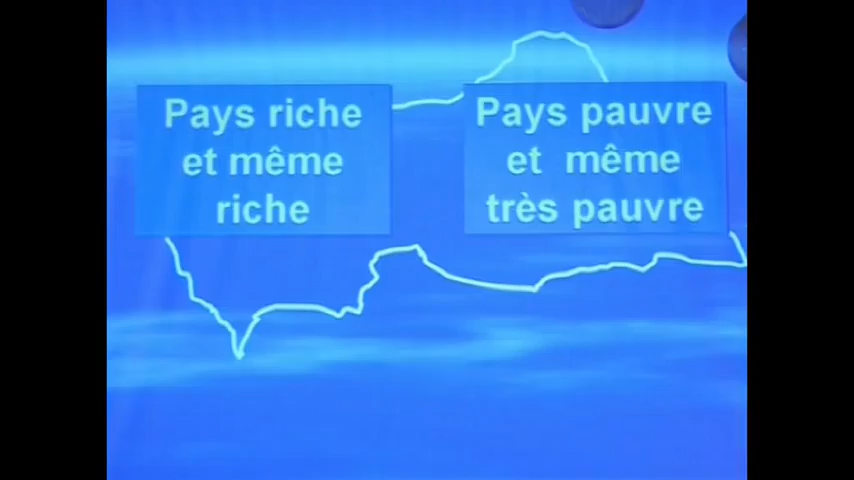 Pays riche
et même
riche
Pays pauvre
et même
très pauvre